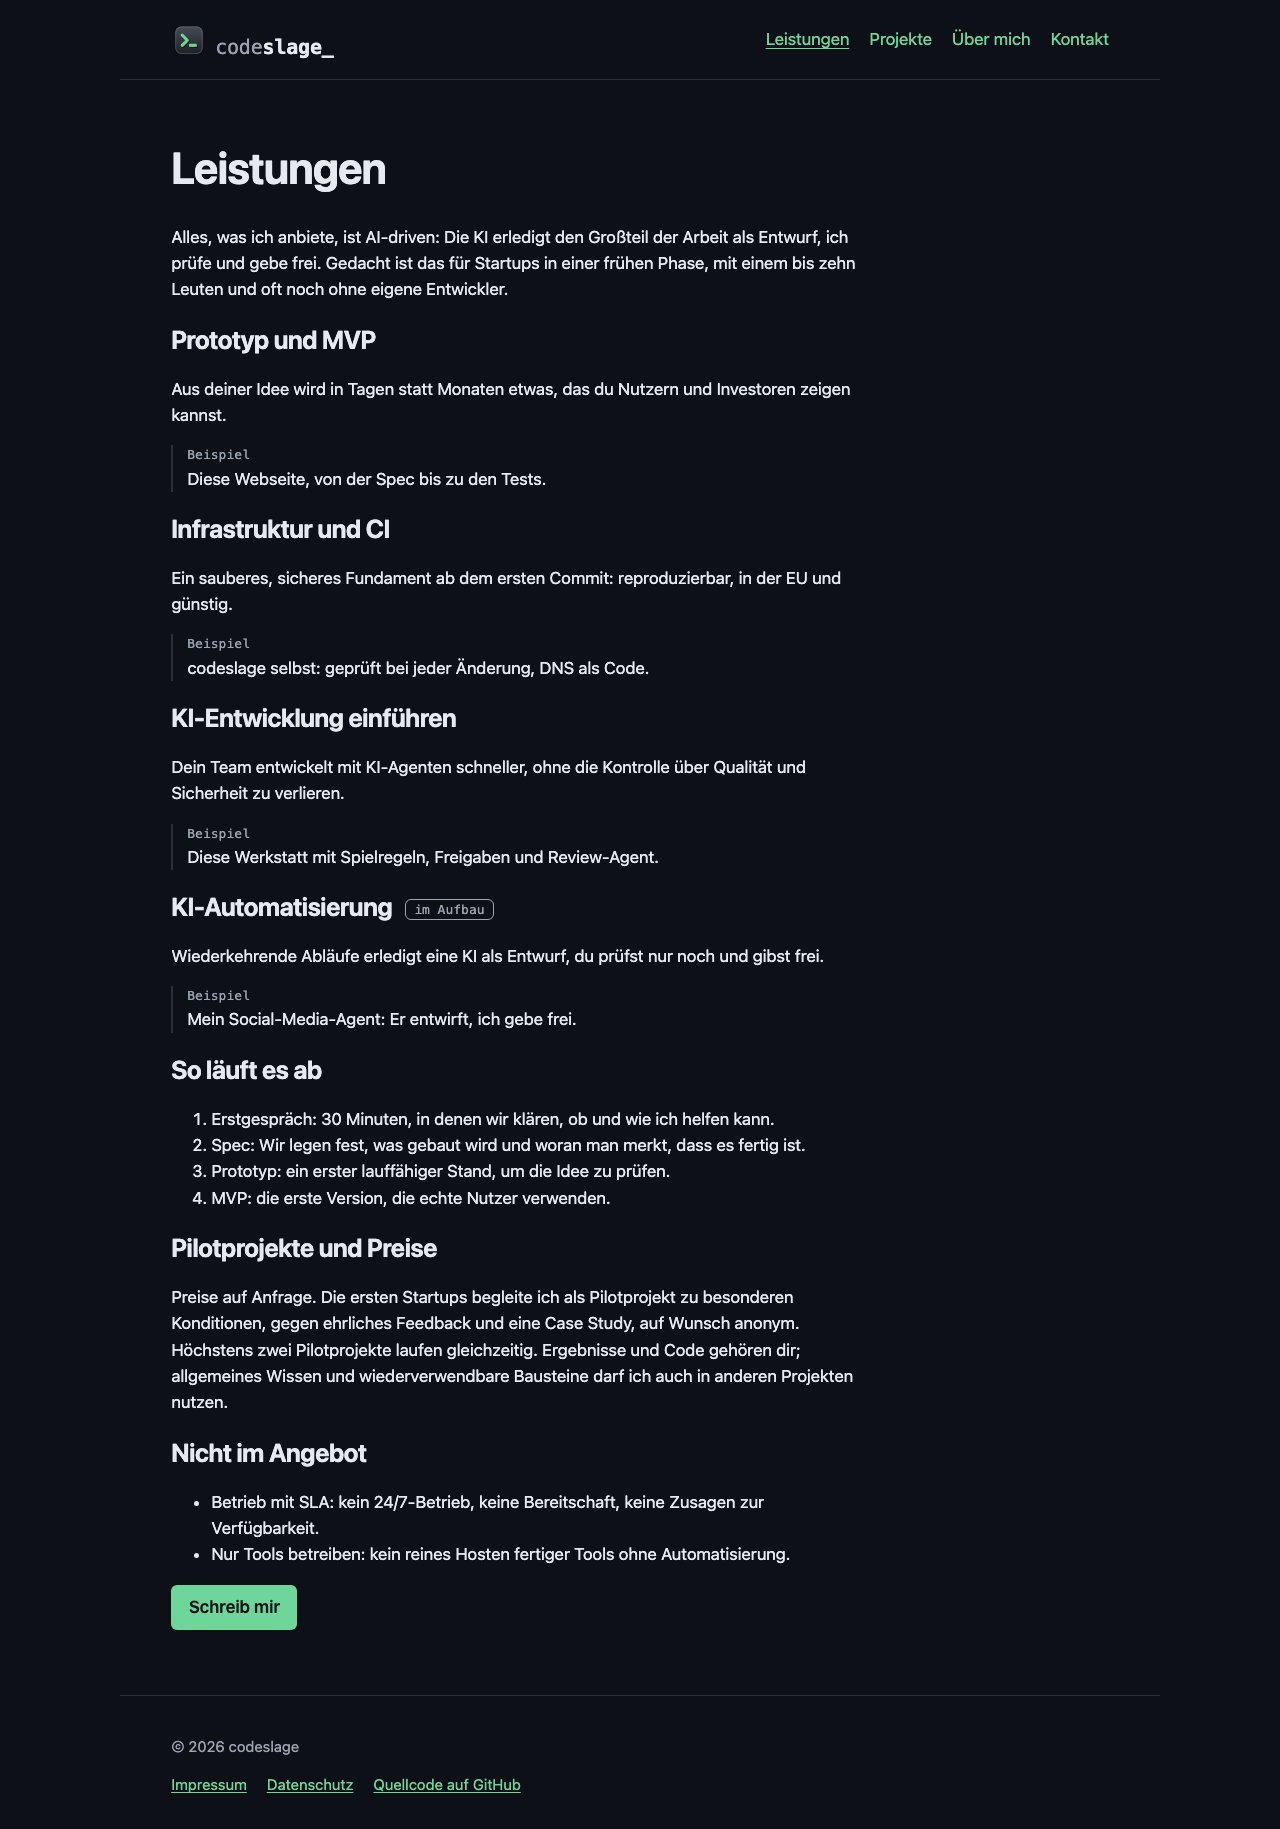 codeslage_
Leistungen Projekte Über mich Kontakt
Leistungen
Alles, was ich anbiete, ist AI-driven: Die KI erledigt den Großteil der Arbeit als Entwurf, ich
prüfe und gebe frei. Gedacht ist das für Startups in einer frühen Phase, mit einem bis zehn
Leuten und oft noch ohne eigene Entwickler.
Prototyp und MVP
Aus deiner Idee wird in Tagen statt Monaten etwas, das du Nutzern und Investoren zeigen
kannst.
Beispiel
Diese Webseite, von der Spec bis zu den Tests.
Infrastruktur und CI
Ein sauberes, sicheres Fundament ab dem ersten Commit: reproduzierbar, in der EU und
günstig.
Beispiel
codeslage selbst: geprüft bei jeder Änderung, DNS als Code.
KI-Entwicklung einführen
Dein Team entwickelt mit KI-Agenten schneller, ohne die Kontrolle über Qualität und
Sicherheit zu verlieren.
Beispiel
Diese Werkstatt mit Spielregeln, Freigaben und Review-Agent.
KI-Automatisierung im Aufbau
Wiederkehrende Abläufe erledigt eine KI als Entwurf, du prüfst nur noch und gibst frei.
Beispiel
Mein Social-Media-Agent: Er entwirft, ich gebe frei.
So läuft es ab
1. Erstgespräch: 30 Minuten, in denen wir klären, ob und wie ich helfen kann.
2. Spec: Wir legen fest, was gebaut wird und woran man merkt, dass es fertig ist.
3. Prototyp: ein erster lauffähiger Stand, um die Idee zu prüfen.
4. MVP: die erste Version, die echte Nutzer verwenden.
Pilotprojekte und Preise
Preise auf Anfrage. Die ersten Startups begleite ich als Pilotprojekt zu besonderen
Konditionen, gegen ehrliches Feedback und eine Case Study, auf Wunsch anonym.
Höchstens zwei Pilotprojekte laufen gleichzeitig. Ergebnisse und Code gehören dir;
allgemeines Wissen und wiederverwendbare Bausteine darf ich auch in anderen Projekten
nutzen.
Nicht im Angebot
• Betrieb mit SLA: kein 24/7-Betrieb, keine Bereitschaft, keine Zusagen zur
Verfügbarkeit.
• Nur Tools betreiben: kein reines Hosten fertiger Tools ohne Automatisierung.
Schreib mir
© 2026 codeslage
Impressum Datenschutz Quellcode auf GitHub